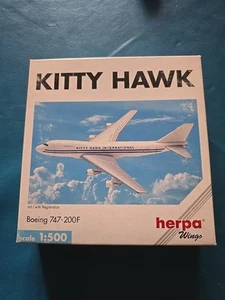 KITTY HAWK
KITTY HAWK INTERNATIONAL
Boeing 747-200F
herpa
Wings
scale 1:500